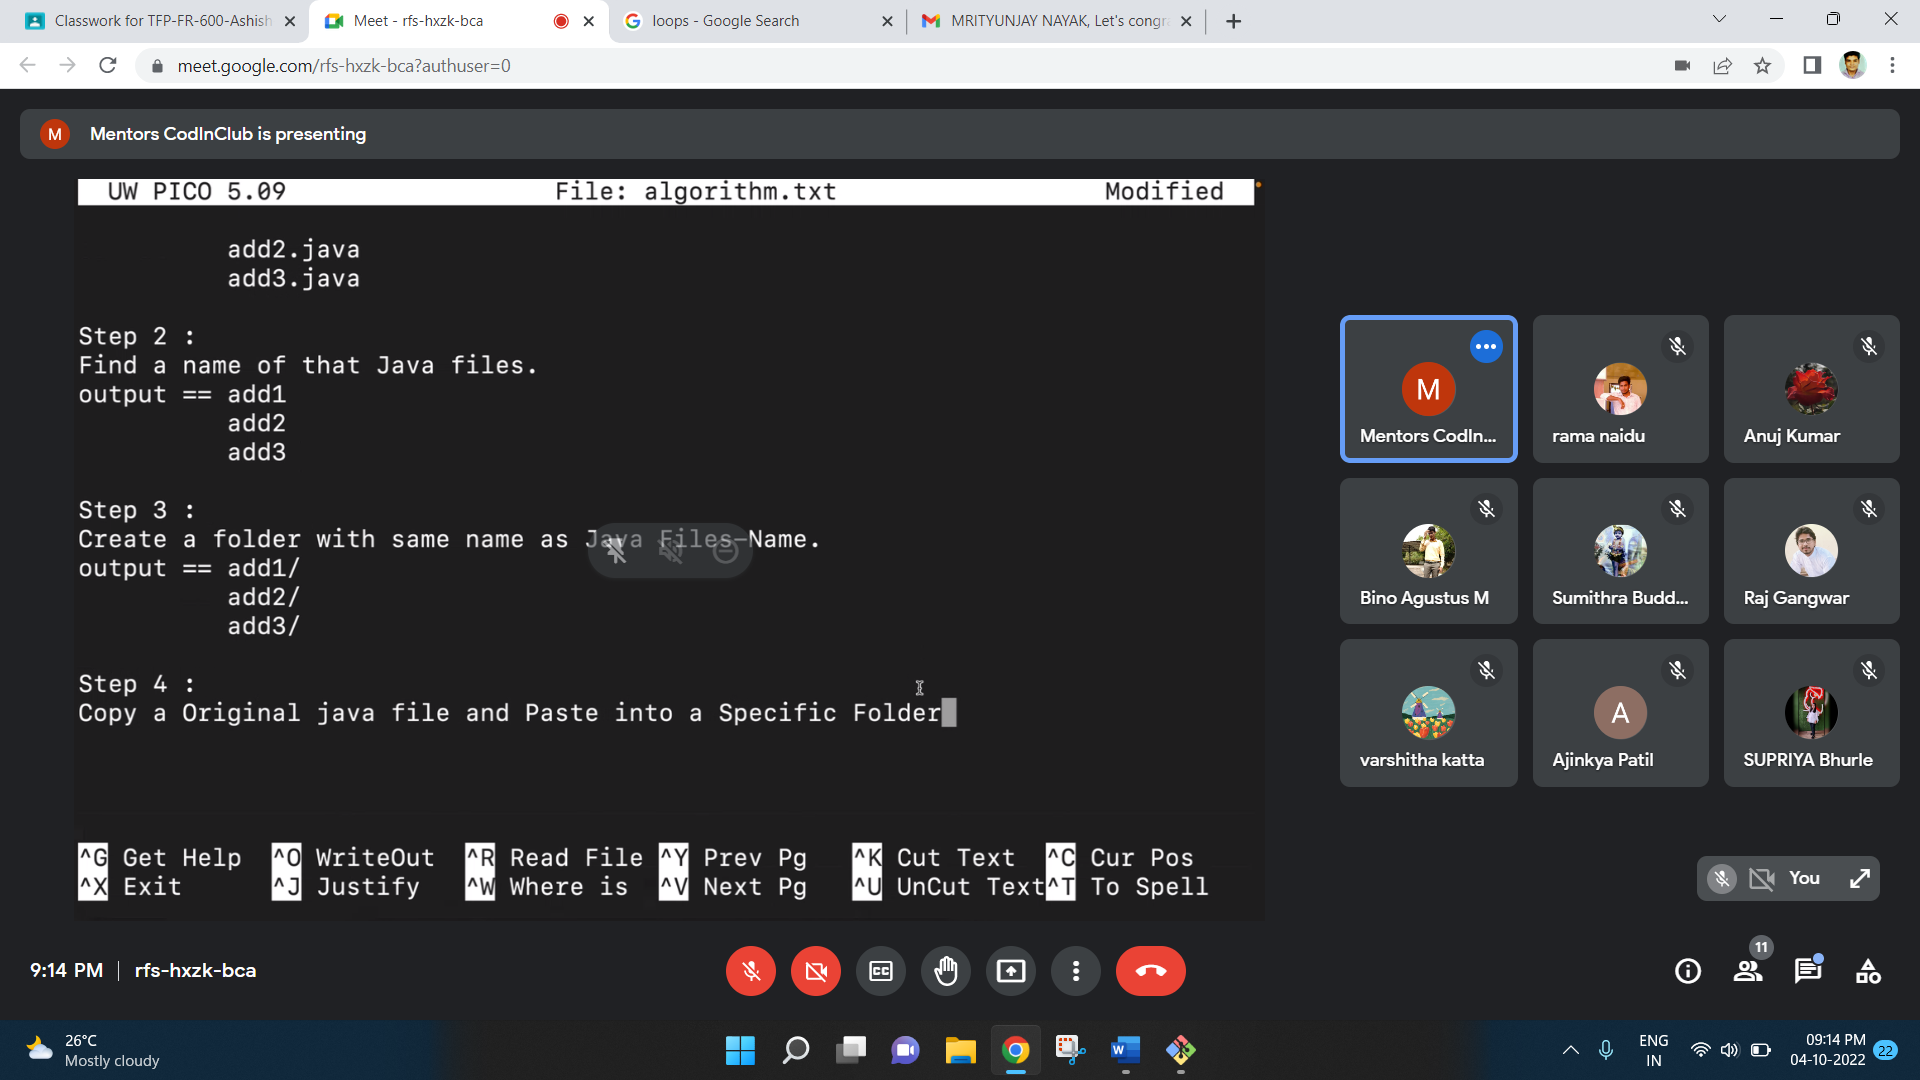 Classwork for TFP-FR-600-Ashish
Meet - rfs-hxzk-bca
loops - Google Search
MRITYUNJAY NAYAK, Let's congr
meet.google.com/rfs-hxzk-bca?authuser=0
M
Mentors CodInClub is presenting
UW PICO 5.09 File: algorithm.txt Modified
add2.java
add3.java
Step 2 :
Find a name of that Java files.
output == add1
add2
add3
Step 3 :
Create a folder with same name as Java Files-Name.
output == add1/
add2/
add3/
Step 4 :
Copy a Original java file and Paste into a Specific Folder
^G Get Help ^O WriteOut ^R Read File ^Y Prev Pg ^K Cut Text ^C Cur Pos
^X Exit ^J Justify ^W Where is ^V Next Pg ^U UnCut Text ^T To Spell
M
Mentors CodIn...
rama naidu
Anuj Kumar
Bino Agustus M
Sumithra Budd...
Raj Gangwar
varshitha katta
A
Ajinkya Patil
SUPRIYA Bhurle
You
9:14 PM | rfs-hxzk-bca
CC
11
26°C
Mostly cloudy
W
ENG
IN
09:14 PM
04-10-2022
22